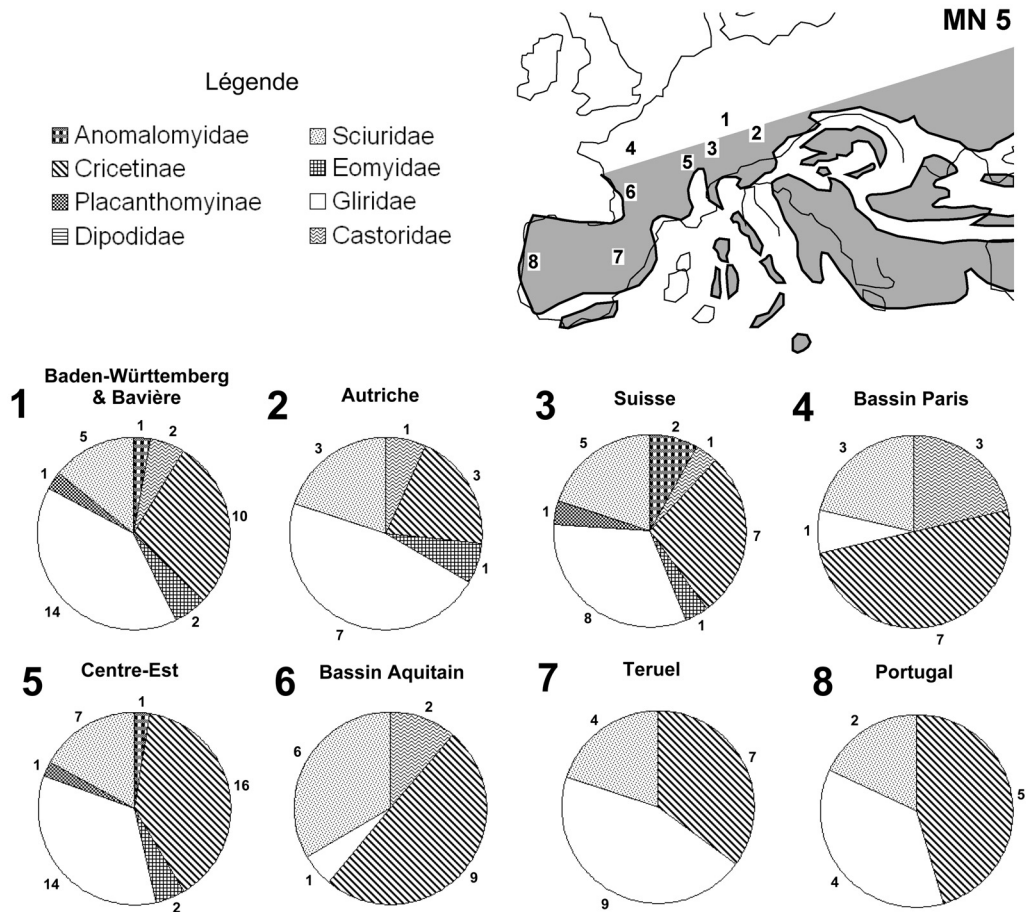 MN 5
Légende
Anomalomyidae
Cricetinae
Placanthomyinae
Dipodidae
Sciuridae
Eomyidae
Gliridae
Castoridae
1
2
3
4
5
6
7
8
1
Baden-Württemberg
& Bavière
1
2
10
2
14
1
5
2
Autriche
1
3
1
7
3
3
Suisse
2
1
7
1
8
1
5
4
Bassin Paris
3
7
1
3
5
Centre-Est
1
16
2
14
1
7
6
Bassin Aquitain
2
9
1
6
7
Teruel
7
9
4
8
Portugal
5
4
2